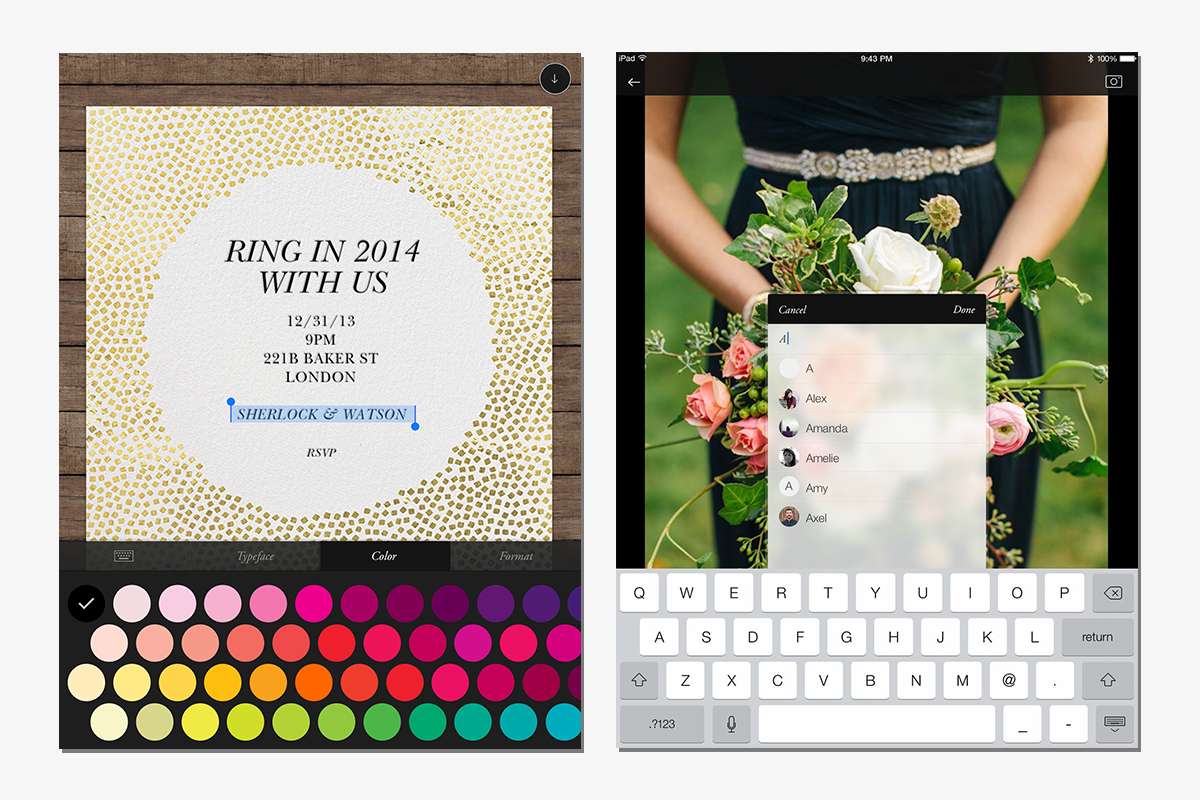 RING IN 2014
WITH US
12/31/13
9PM
221B BAKER ST
LONDON
SHERLOCK & WATSON
RSVP
Typeface Color Format
iPad 9:43 PM 100%
Cancel Done
A
A
Alex
Amanda
Amelie
A Amy
Axel
Q W E R T Y U I O P
A S D F G H J K L return
Z X C V B N M @ .
.?123 _ -